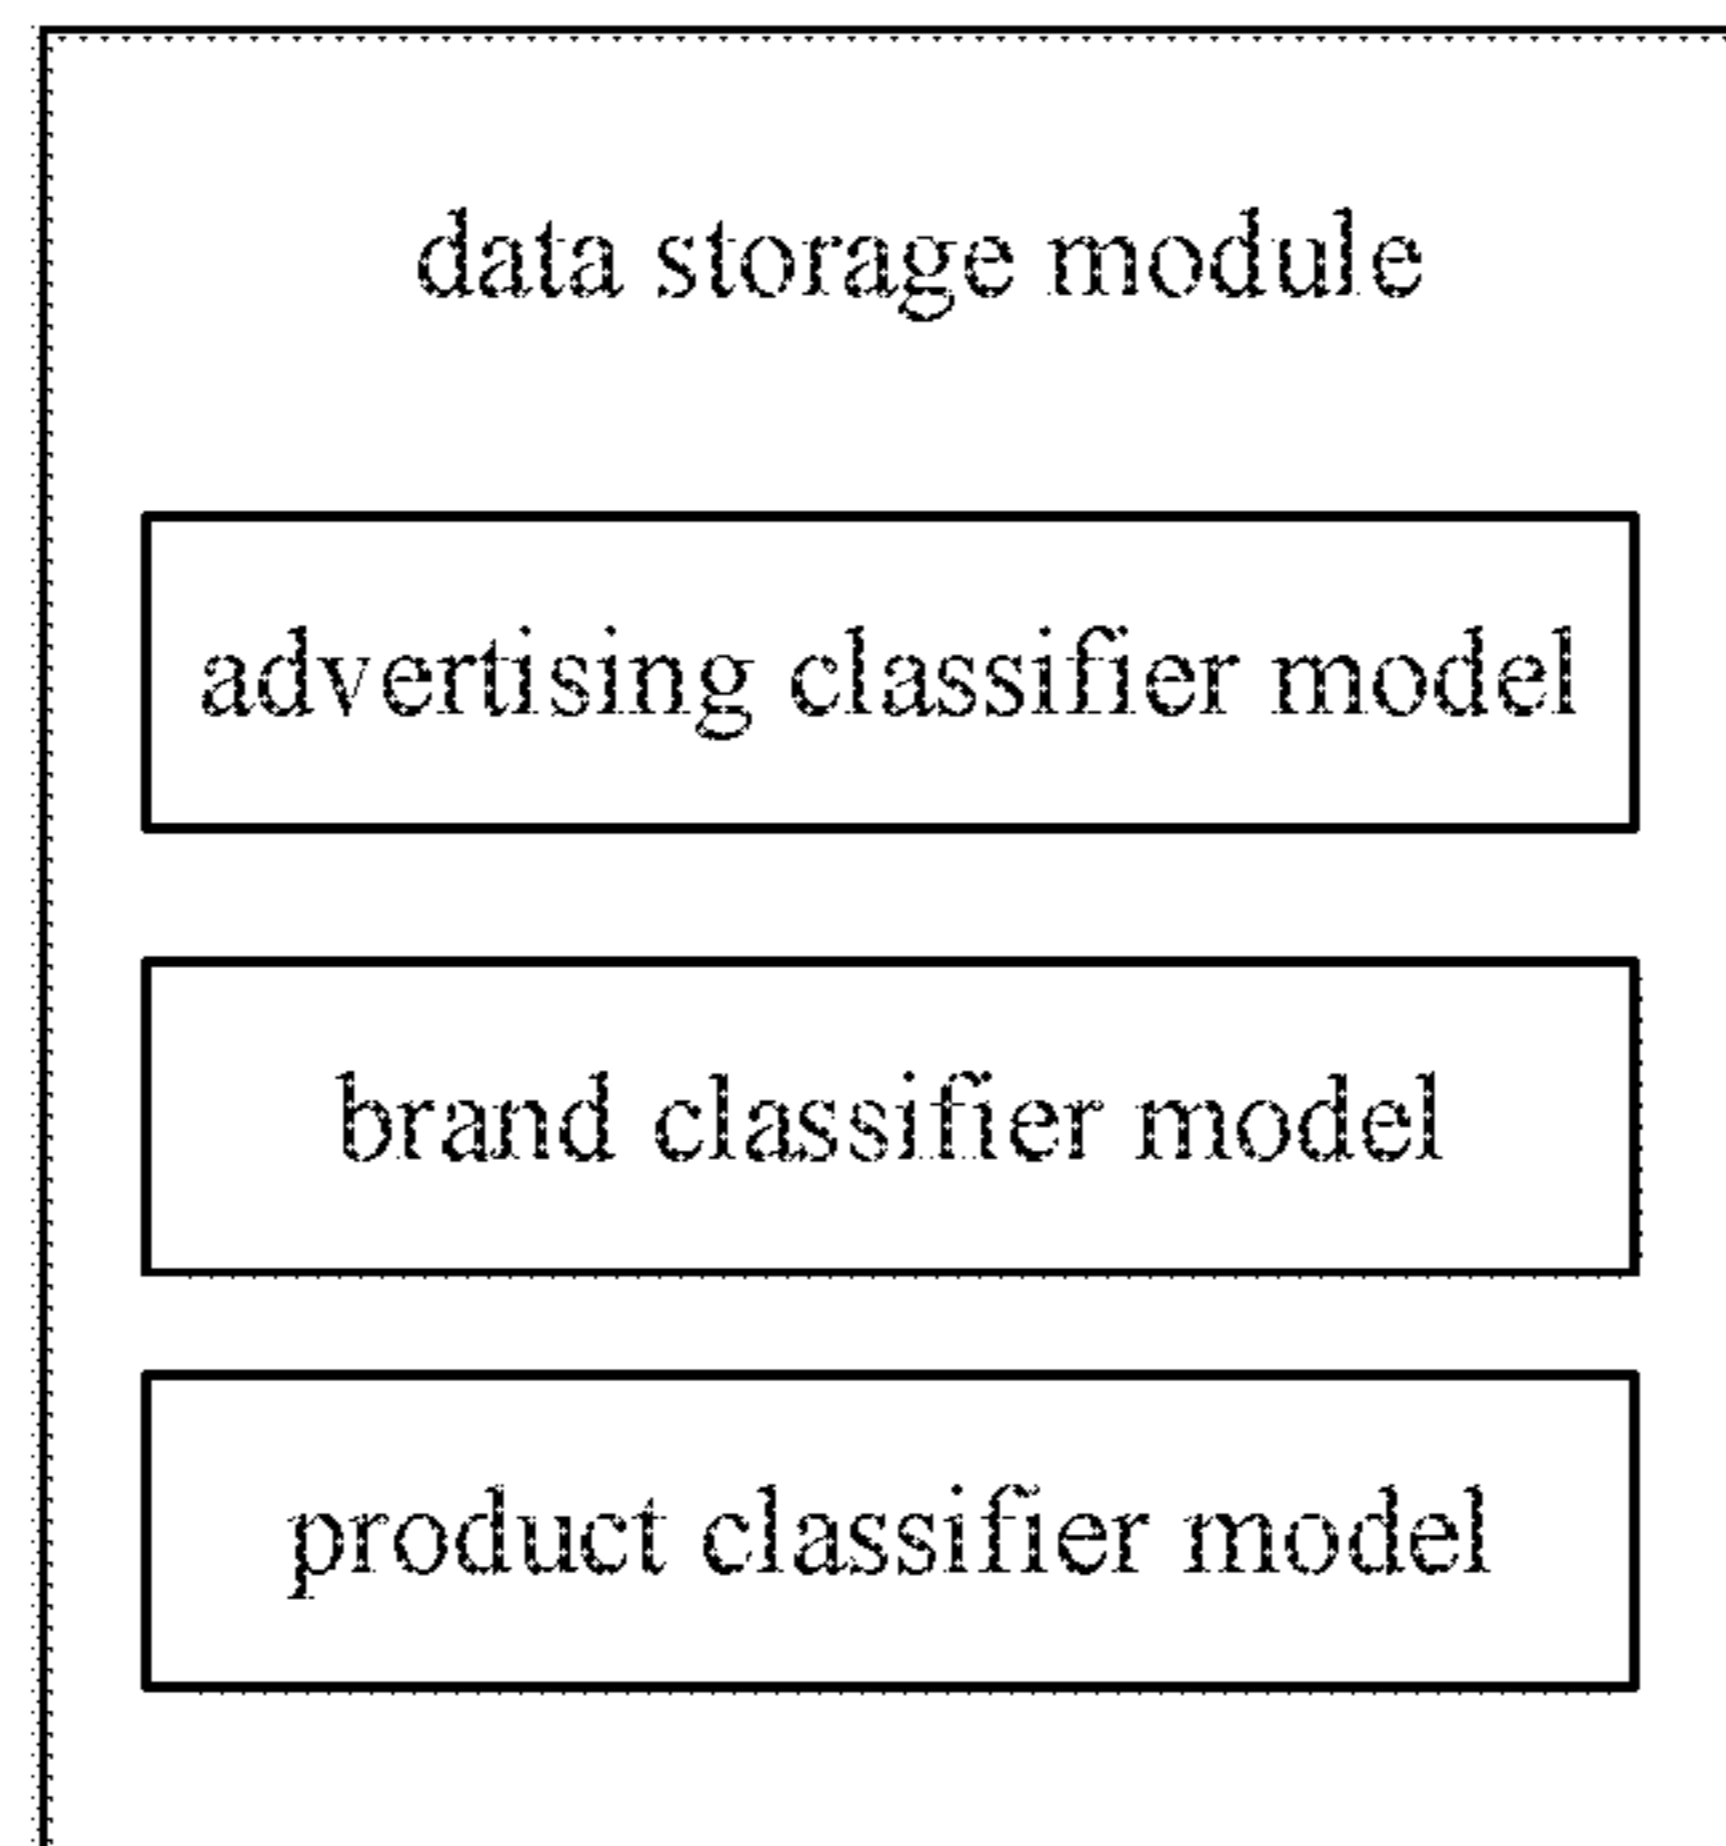 data storage module
advertising classifier model
brand classifier model
product classifier model